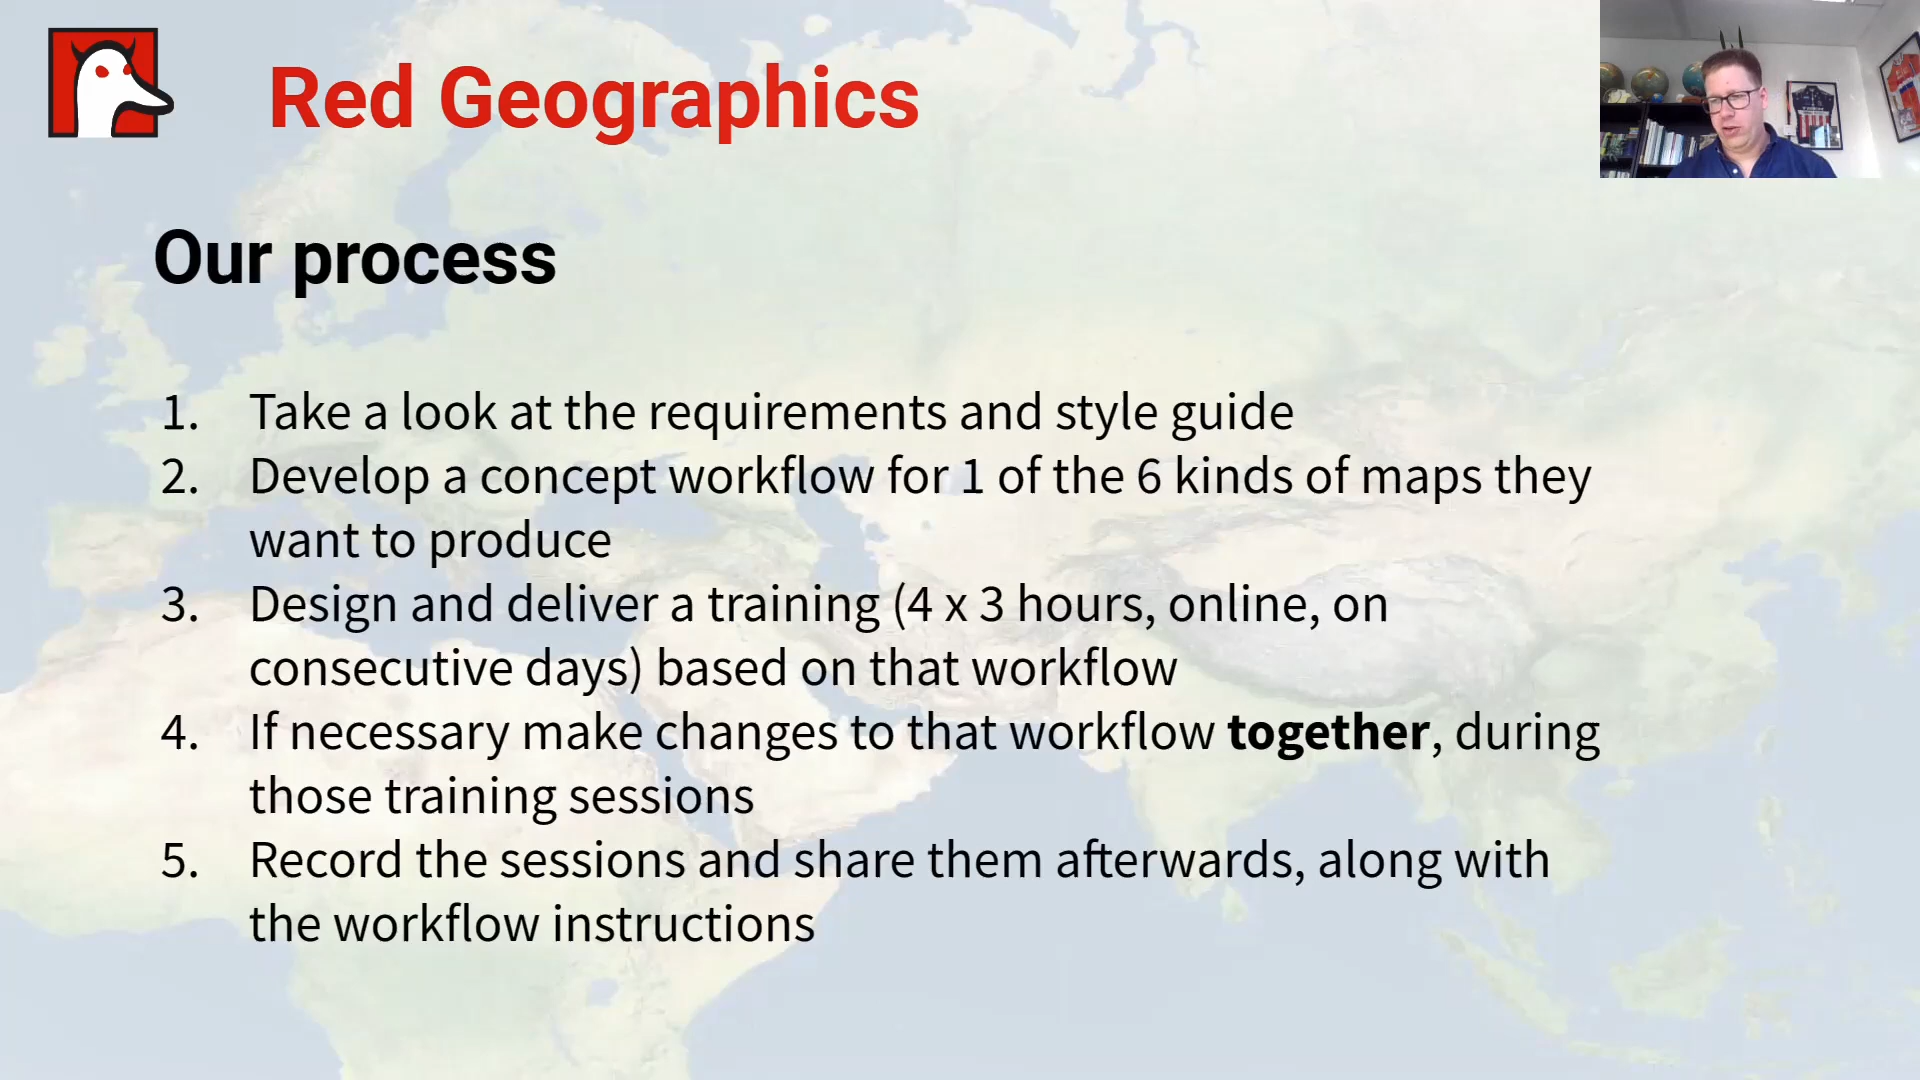 Red Geographics
Our process
1. Take a look at the requirements and style guide
2. Develop a concept workflow for 1 of the 6 kinds of maps they
want to produce
3. Design and deliver a training (4 x 3 hours, online, on
consecutive days) based on that workflow
4. If necessary make changes to that workflow together, during
those training sessions
5. Record the sessions and share them afterwards, along with
the workflow instructions